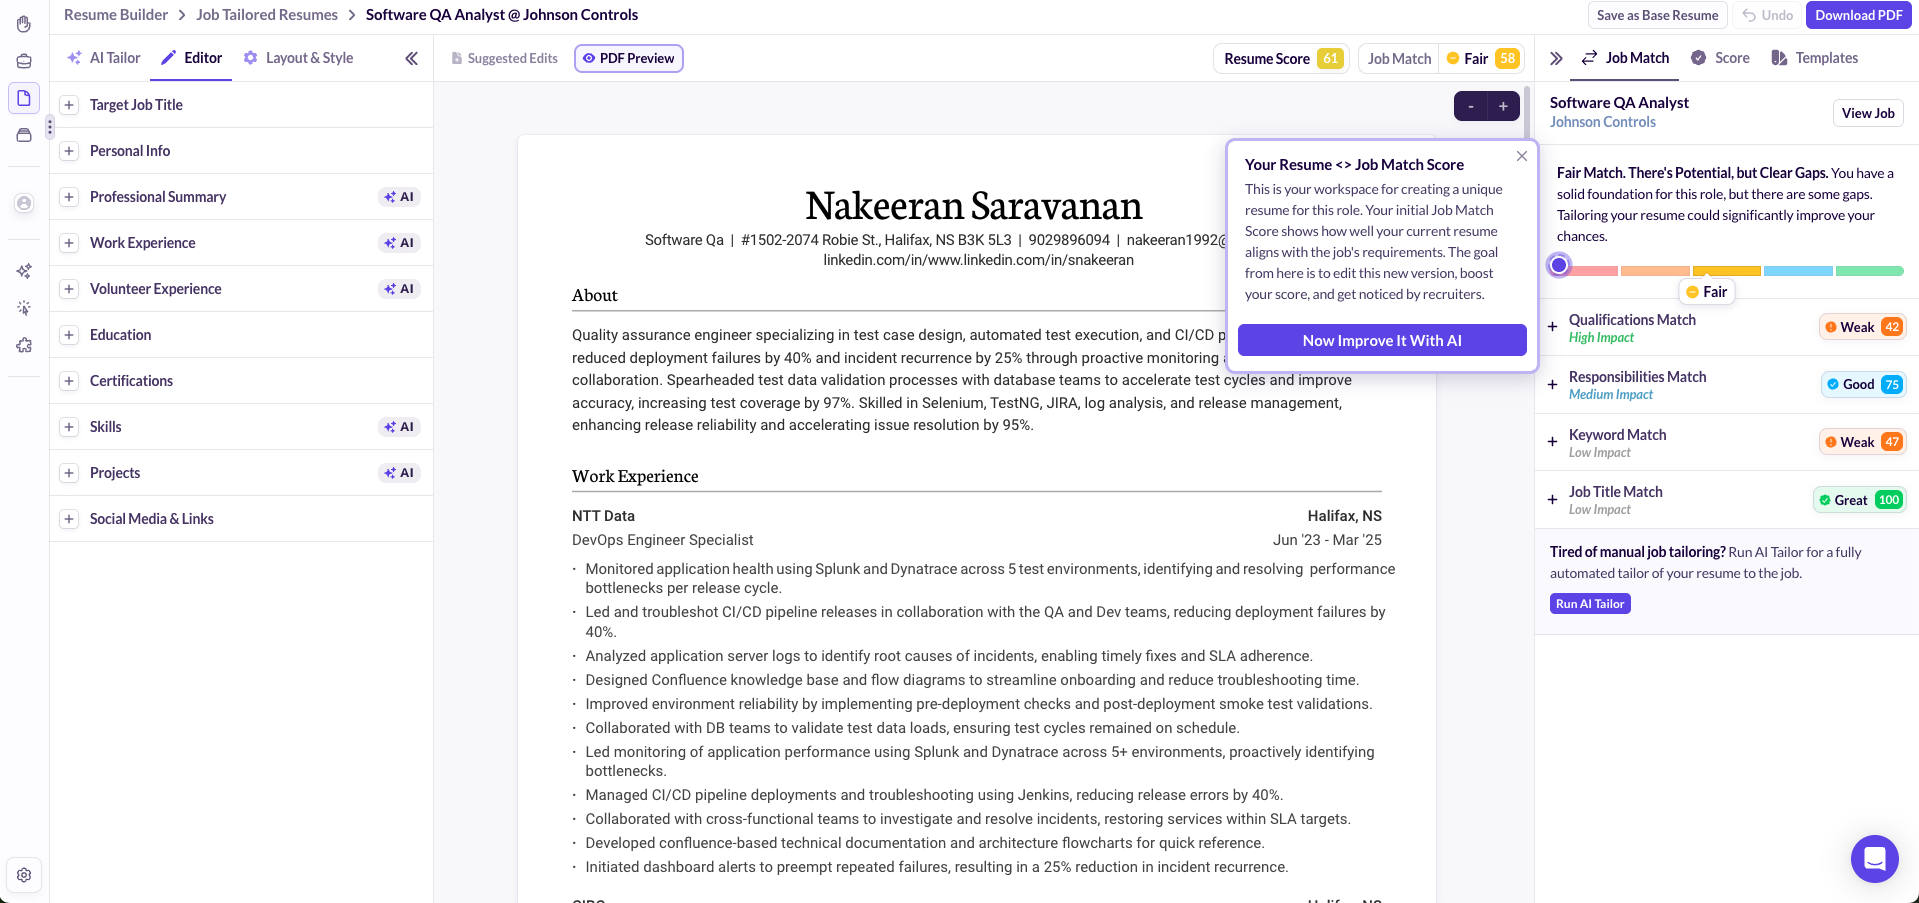 Resume Builder > Job Tailored Resumes > Software QA Analyst @ Johnson Controls
Save as Base Resume
Undo
Download PDF
AI Tailor
Editor
Layout & Style
Suggested Edits
PDF Preview
Resume Score 61
Job Match Fair 58
Job Match
Score
Templates
Target Job Title
Personal Info
Professional Summary AI
Work Experience AI
Volunteer Experience AI
Education
Certifications
Skills AI
Projects AI
Social Media & Links
- +
Nakeeran Saravanan
Software Qa | #1502-2074 Robie St., Halifax, NS B3K 5L3 | 9029896094 | nakeeran1992@
linkedin.com/in/www.linkedin.com/in/snakeeran
About
Quality assurance engineer specializing in test case design, automated test execution, and CI/CD
reduced deployment failures by 40% and incident recurrence by 25% through proactive monitoring
collaboration. Spearheaded test data validation processes with database teams to accelerate test cycles and improve
accuracy, increasing test coverage by 97%. Skilled in Selenium, TestNG, JIRA, log analysis, and release management,
enhancing release reliability and accelerating issue resolution by 95%.
Work Experience
NTT Data Halifax, NS
DevOps Engineer Specialist Jun '23 - Mar '25
· Monitored application health using Splunk and Dynatrace across 5 test environments, identifying and resolving performance
bottlenecks per release cycle.
· Led and troubleshot CI/CD pipeline releases in collaboration with the QA and Dev teams, reducing deployment failures by
40%.
· Analyzed application server logs to identify root causes of incidents, enabling timely fixes and SLA adherence.
· Designed Confluence knowledge base and flow diagrams to streamline onboarding and reduce troubleshooting time.
· Improved environment reliability by implementing pre-deployment checks and post-deployment smoke test validations.
· Collaborated with DB teams to validate test data loads, ensuring test cycles remained on schedule.
· Led monitoring of application performance using Splunk and Dynatrace across 5+ environments, proactively identifying
bottlenecks.
· Managed CI/CD pipeline deployments and troubleshooting using Jenkins, reducing release errors by 40%.
· Collaborated with cross-functional teams to investigate and resolve incidents, restoring services within SLA targets.
· Developed confluence-based technical documentation and architecture flowcharts for quick reference.
· Initiated dashboard alerts to preempt repeated failures, resulting in a 25% reduction in incident recurrence.
Your Resume <> Job Match Score
This is your workspace for creating a unique
resume for this role. Your initial Job Match
Score shows how well your current resume
aligns with the job's requirements. The goal
from here is to edit this new version, boost
your score, and get noticed by recruiters.
Now Improve It With AI
Software QA Analyst
Johnson Controls
View Job
Fair Match. There's Potential, but Clear Gaps. You have a
solid foundation for this role, but there are some gaps.
Tailoring your resume could significantly improve your
chances.
Fair
Qualifications Match
High Impact
Weak 42
Responsibilities Match
Medium Impact
Good 75
Keyword Match
Low Impact
Weak 47
Job Title Match
Low Impact
Great 100
Tired of manual job tailoring? Run AI Tailor for a fully
automated tailor of your resume to the job.
Run AI Tailor